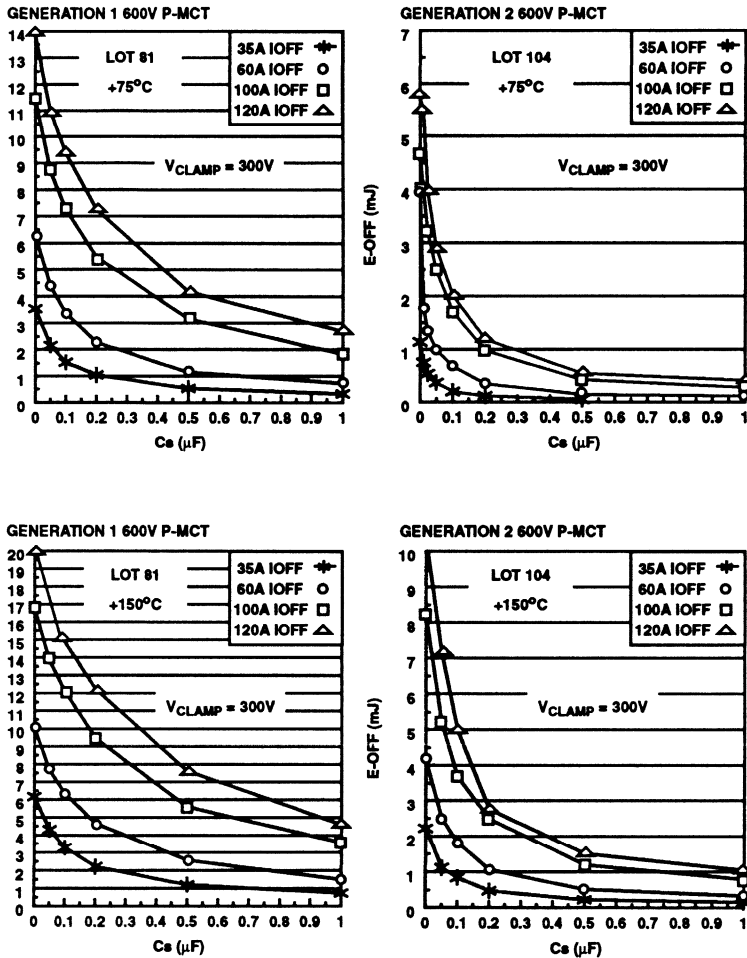 GENERATION 1 600V P-MCT
14
13
12
11
10
9
8
7
6
5
4
3
2
1
0
LOT 81
+75°C
35A IOFF
60A IOFF
100A IOFF
120A IOFF
VCLAMP = 300V
0 0.1 0.2 0.3 0.4 0.5 0.6 0.7 0.8 0.9 1
Cs (μF)
GENERATION 2 600V P-MCT
7
6
5
4
3
2
1
0
E-OFF (mJ)
LOT 104
+75°C
35A IOFF
60A IOFF
100A IOFF
120A IOFF
VCLAMP = 300V
0 0.1 0.2 0.3 0.4 0.5 0.6 0.7 0.8 0.9 1
Cs (μF)
GENERATION 1 600V P-MCT
20
19
18
17
16
15
14
13
12
11
10
9
8
7
6
5
4
3
2
1
0
LOT 81
+150°C
35A IOFF
60A IOFF
100A IOFF
120A IOFF
VCLAMP = 300V
0 0.1 0.2 0.3 0.4 0.5 0.6 0.7 0.8 0.9 1
Cs (μF)
GENERATION 2 600V P-MCT
10
9
8
7
6
5
4
3
2
1
0
E-OFF (mJ)
LOT 104
+150°C
35A IOFF
60A IOFF
100A IOFF
120A IOFF
VCLAMP = 300V
0 0.1 0.2 0.3 0.4 0.5 0.6 0.7 0.8 0.9 1
Cs (μF)